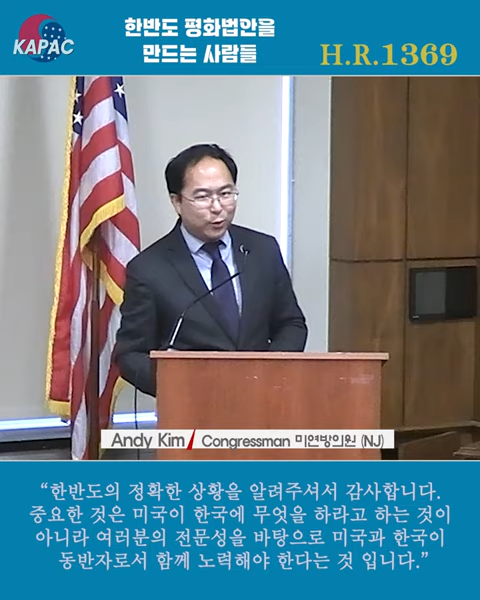 KAPAC
한반도 평화법안을
만드는 사람들
H.R.1369
Andy Kim / Congressman 미연방의원 (NJ)
“한반도의 정확한 상황을 알려주셔서 감사합니다.
중요한 것은 미국이 한국에 무엇을 하라고 하는 것이
아니라 여러분의 전문성을 바탕으로 미국과 한국이
동반자로서 함께 노력해야 한다는 것 입니다.”